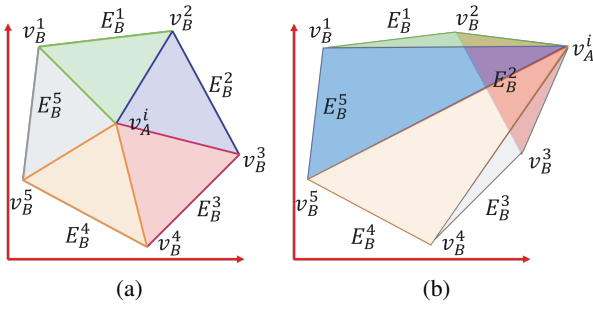 v_B^1 E_B^1 v_B^2
E_B^5 v_A^i E_B^2
v_B^3
v_B^5 E_B^4 v_B^4 E_B^3
(a)
v_B^1 E_B^1 v_B^2
v_A^i
E_B^5 E_B^2
v_B^3
v_B^5 E_B^4 v_B^4 E_B^3
(b)